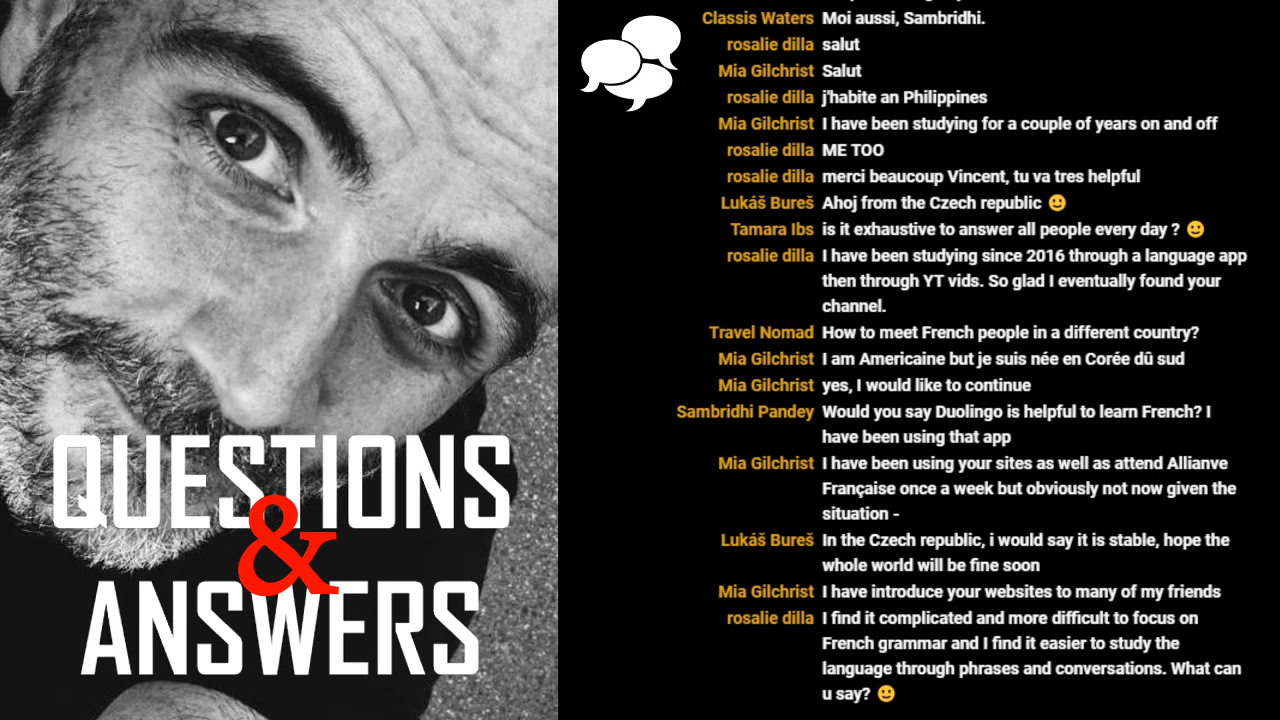 QUESTIONS
&
ANSWERS
Classis Waters Moi aussi, Sambridhi.
rosalie dilla salut
Mia Gilchrist Salut
rosalie dilla j'habite an Philippines
Mia Gilchrist I have been studying for a couple of years on and off
rosalie dilla ME TOO
rosalie dilla merci beaucoup Vincent, tu va tres helpful
Lukáš Bureš Ahoj from the Czech republic 🙂
Tamara Ibs is it exhaustive to answer all people every day ? 🙂
rosalie dilla I have been studying since 2016 through a language app
then through YT vids. So glad I eventually found your
channel.
Travel Nomad How to meet French people in a different country?
Mia Gilchrist I am Americaine but je suis née en Corée dû sud
Mia Gilchrist yes, I would like to continue
Sambridhi Pandey Would you say Duolingo is helpful to learn French? I
have been using that app
Mia Gilchrist I have been using your sites as well as attend Allianve
Française once a week but obviously not now given the
situation -
Lukáš Bureš In the Czech republic, i would say it is stable, hope the
whole world will be fine soon
Mia Gilchrist I have introduce your websites to many of my friends
rosalie dilla I find it complicated and more difficult to focus on
French grammar and I find it easier to study the
language through phrases and conversations. What can
u say? 🙂